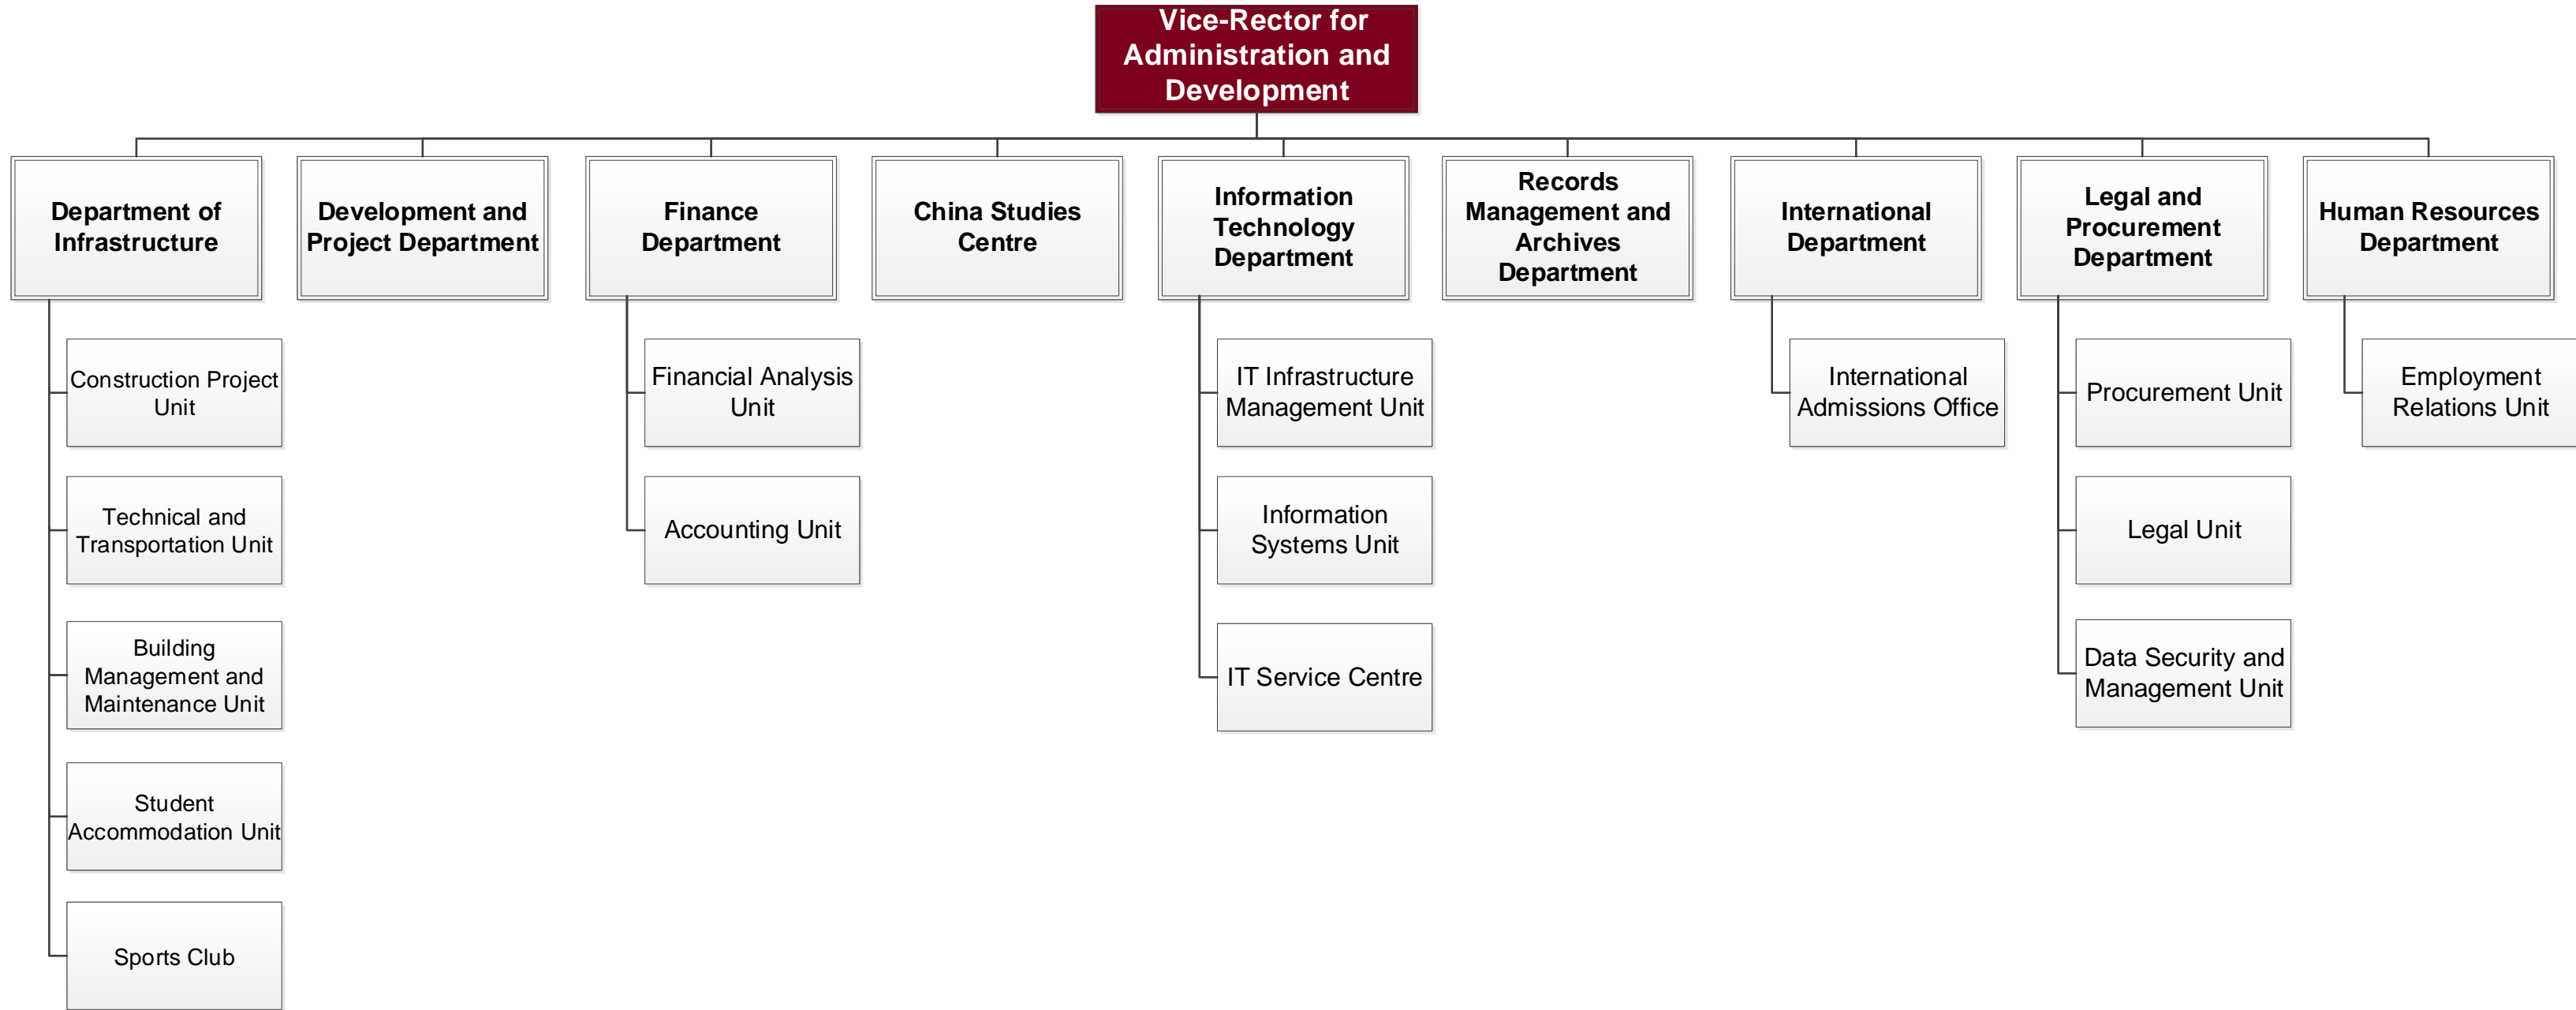 Vice-Rector for
Administration and
Development
Department of
Infrastructure
Development and
Project Department
Finance
Department
China Studies
Centre
Information
Technology
Department
Records
Management and
Archives
Department
International
Department
Legal and
Procurement
Department
Human Resources
Department
Construction Project
Unit
Technical and
Transportation Unit
Building
Management and
Maintenance Unit
Student
Accommodation Unit
Sports Club
Financial Analysis
Unit
Accounting Unit
IT Infrastructure
Management Unit
Information
Systems Unit
IT Service Centre
International
Admissions Office
Procurement Unit
Legal Unit
Data Security and
Management Unit
Employment
Relations Unit